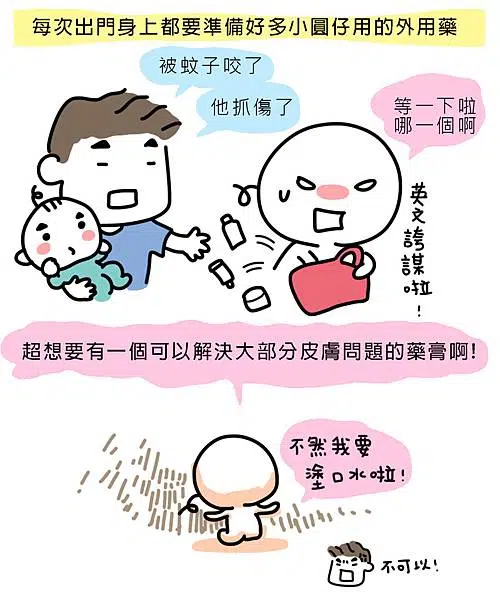 每次出門身上都要準備好多小圓仔用的外用藥
被蚊子咬了
他抓傷了
等一下啦
哪一個啊
英文誇謀啦！
超想要有一個可以解決大部分皮膚問題的藥膏啊!
不然我要
塗口水啦！
不可以！